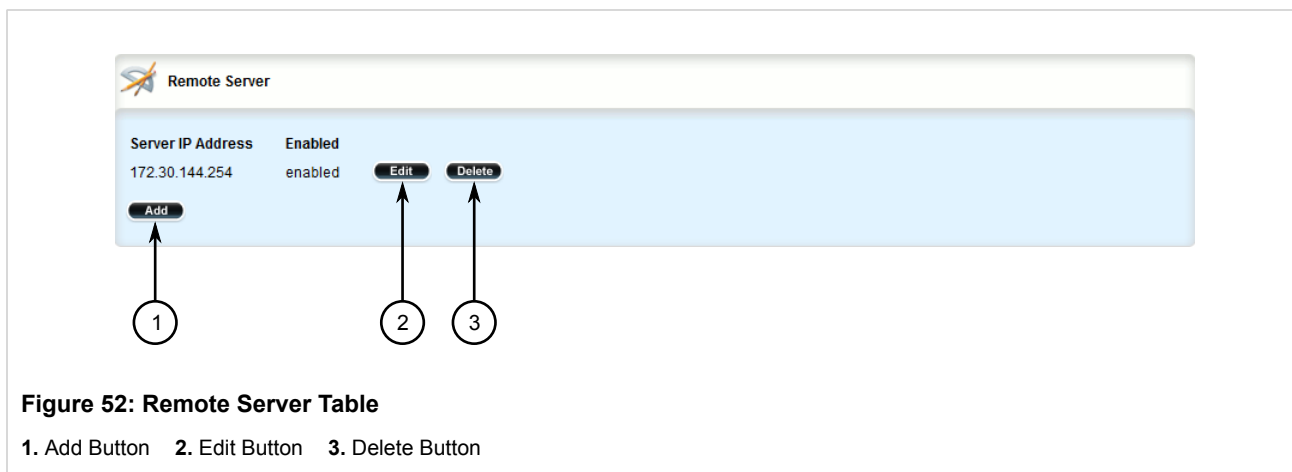 Remote Server
Server IP Address Enabled
172.30.144.254 enabled Edit Delete
Add
1 2 3
Figure 52: Remote Server Table
1. Add Button 2. Edit Button 3. Delete Button